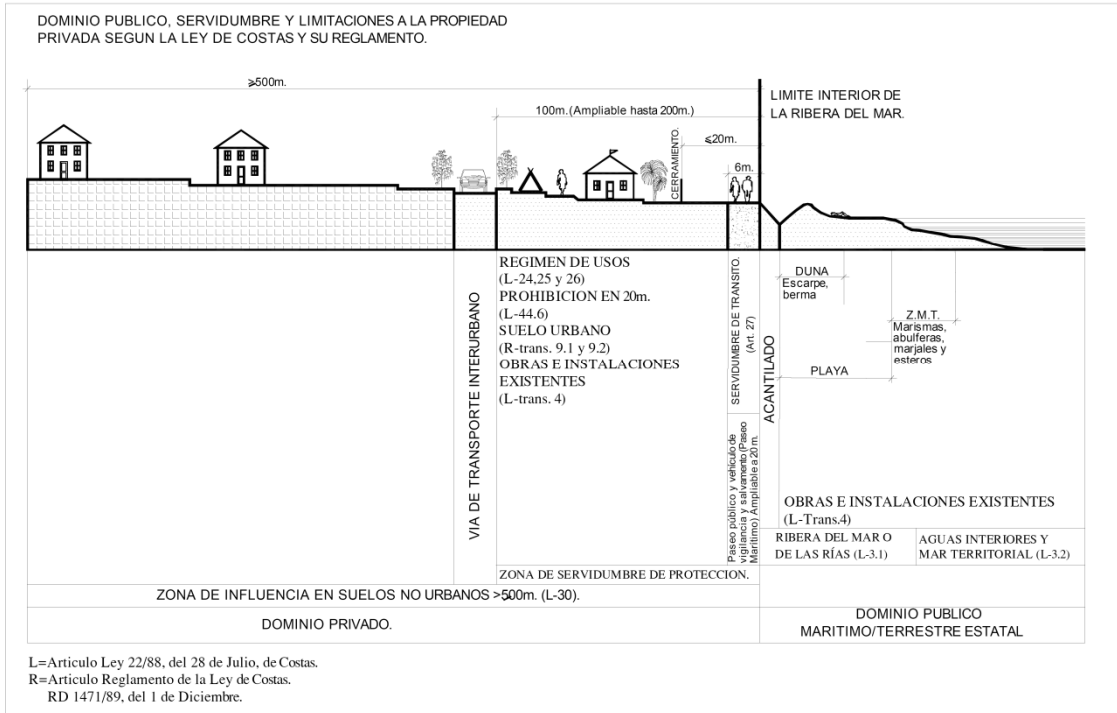 DOMINIO PUBLICO, SERVIDUMBRE Y LIMITACIONES A LA PROPIEDAD
PRIVADA SEGUN LA LEY DE COSTAS Y SU REGLAMENTO.
⩾500m.
LIMITE INTERIOR DE
LA RIBERA DEL MAR.
100m.(Ampliable hasta 200m.)
CERRAMIENTO.
⩽20m.
6m.
VIA DE TRANSPORTE INTERURBANO
REGIMEN DE USOS
(L-24,25 y 26)
PROHIBICION EN 20m.
(L-44.6)
SUELO URBANO
(R-trans. 9.1 y 9.2)
OBRAS E INSTALACIONES
EXISTENTES
(L-trans. 4)
SERVIDUMBRE DE TRANSITO.
(Art. 27)
Paseo público y vehículo de
vigilancia y salvamento (Paseo
Marítimo) Ampliable a 20 m.
ACANTILADO
DUNA
Escarpe,
berma
Z.M.T.
Marismas,
abulferas,
marjales y
esteros
PLAYA
OBRAS E INSTALACIONES EXISTENTES
(L-Trans.4)
RIBERA DEL MAR O
DE LAS RÍAS (L-3.1)
AGUAS INTERIORES Y
MAR TERRITORIAL (L-3.2)
ZONA DE SERVIDUMBRE DE PROTECCION.
ZONA DE INFLUENCIA EN SUELOS NO URBANOS >500m. (L-30).
DOMINIO PRIVADO.
DOMINIO PUBLICO
MARITIMO/TERRESTRE ESTATAL
L=Articulo Ley 22/88, del 28 de Julio, de Costas.
R=Articulo Reglamento de la Ley de Costas.
RD 1471/89, del 1 de Diciembre.